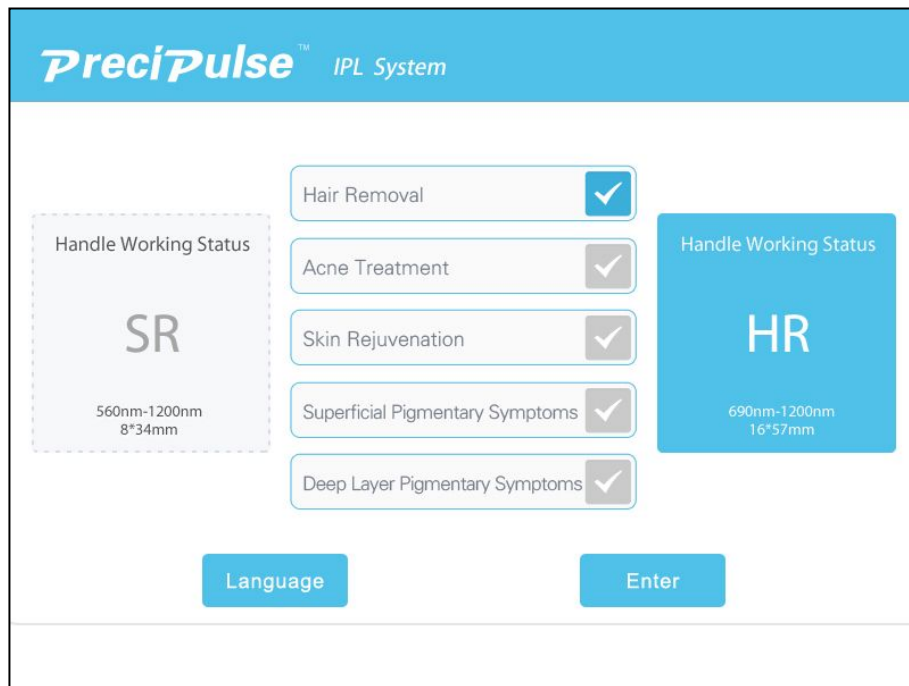 PreciPulse™ IPL System
Handle Working Status
SR
560nm-1200nm
8*34mm
Hair Removal
Acne Treatment
Skin Rejuvenation
Superficial Pigmentary Symptoms
Deep Layer Pigmentary Symptoms
Handle Working Status
HR
690nm-1200nm
16*57mm
Language
Enter